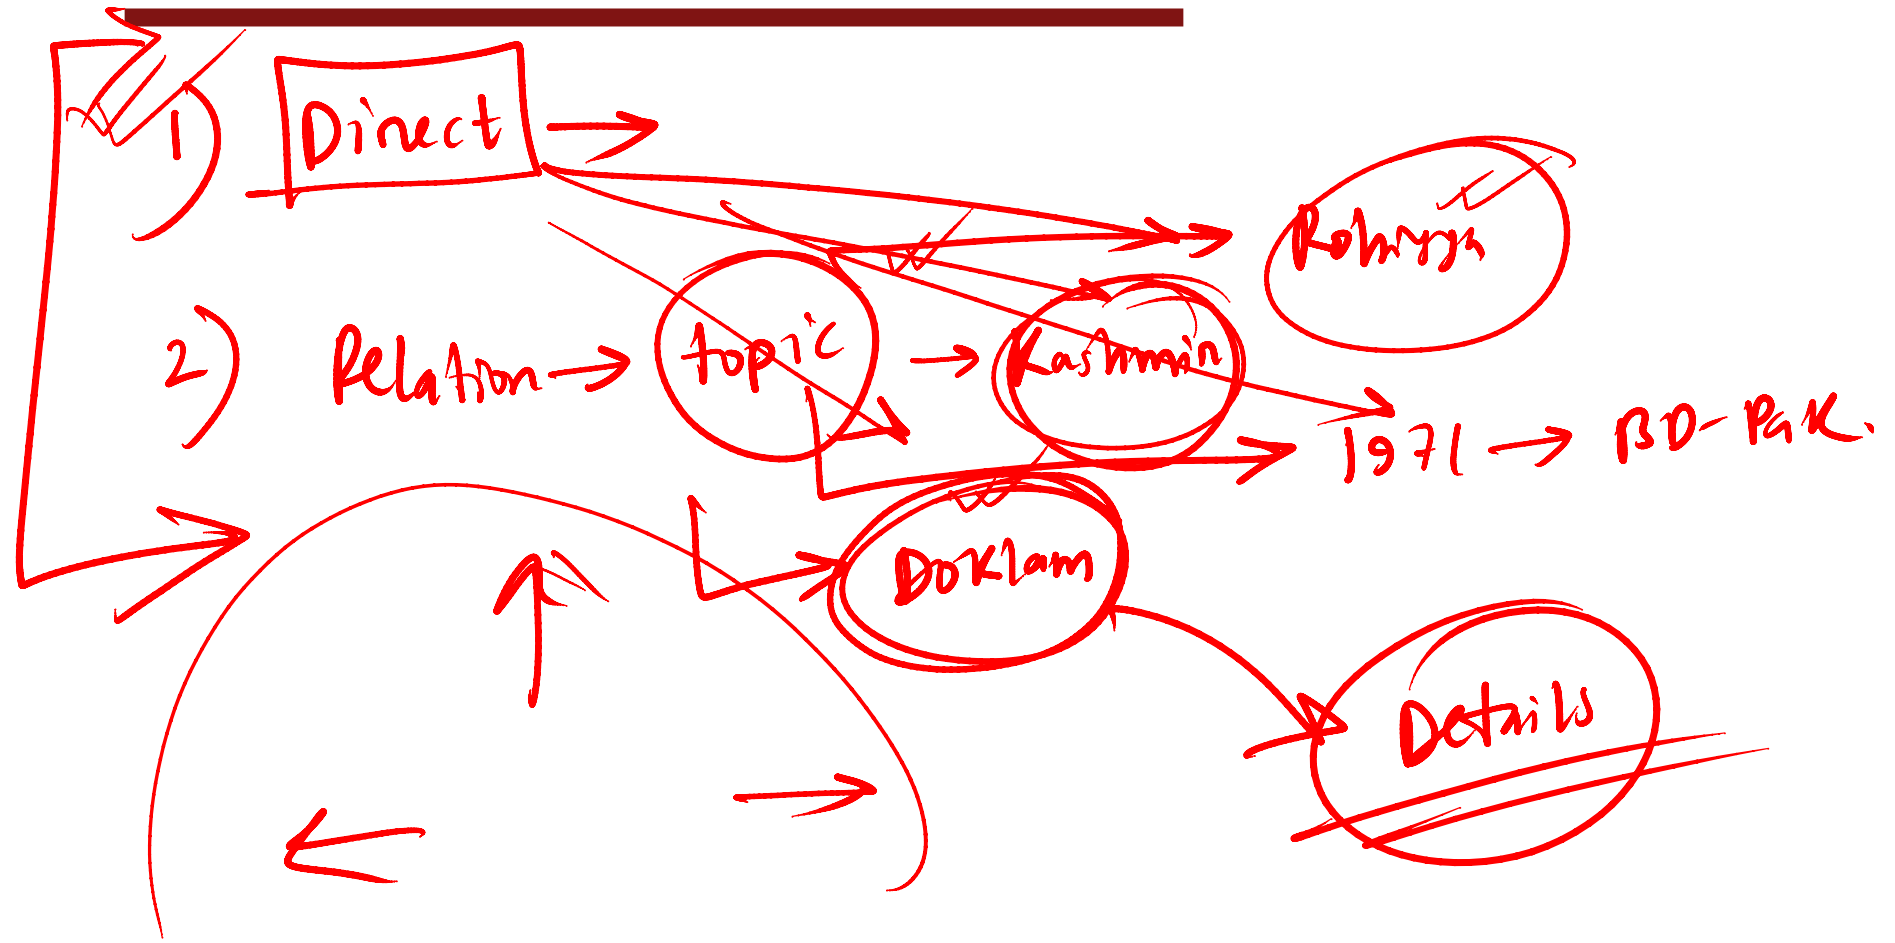 1) Direct →
Rohingya
2) Relation → topic → Kashmir
1971 → BD-Pak.
Doklam
Details